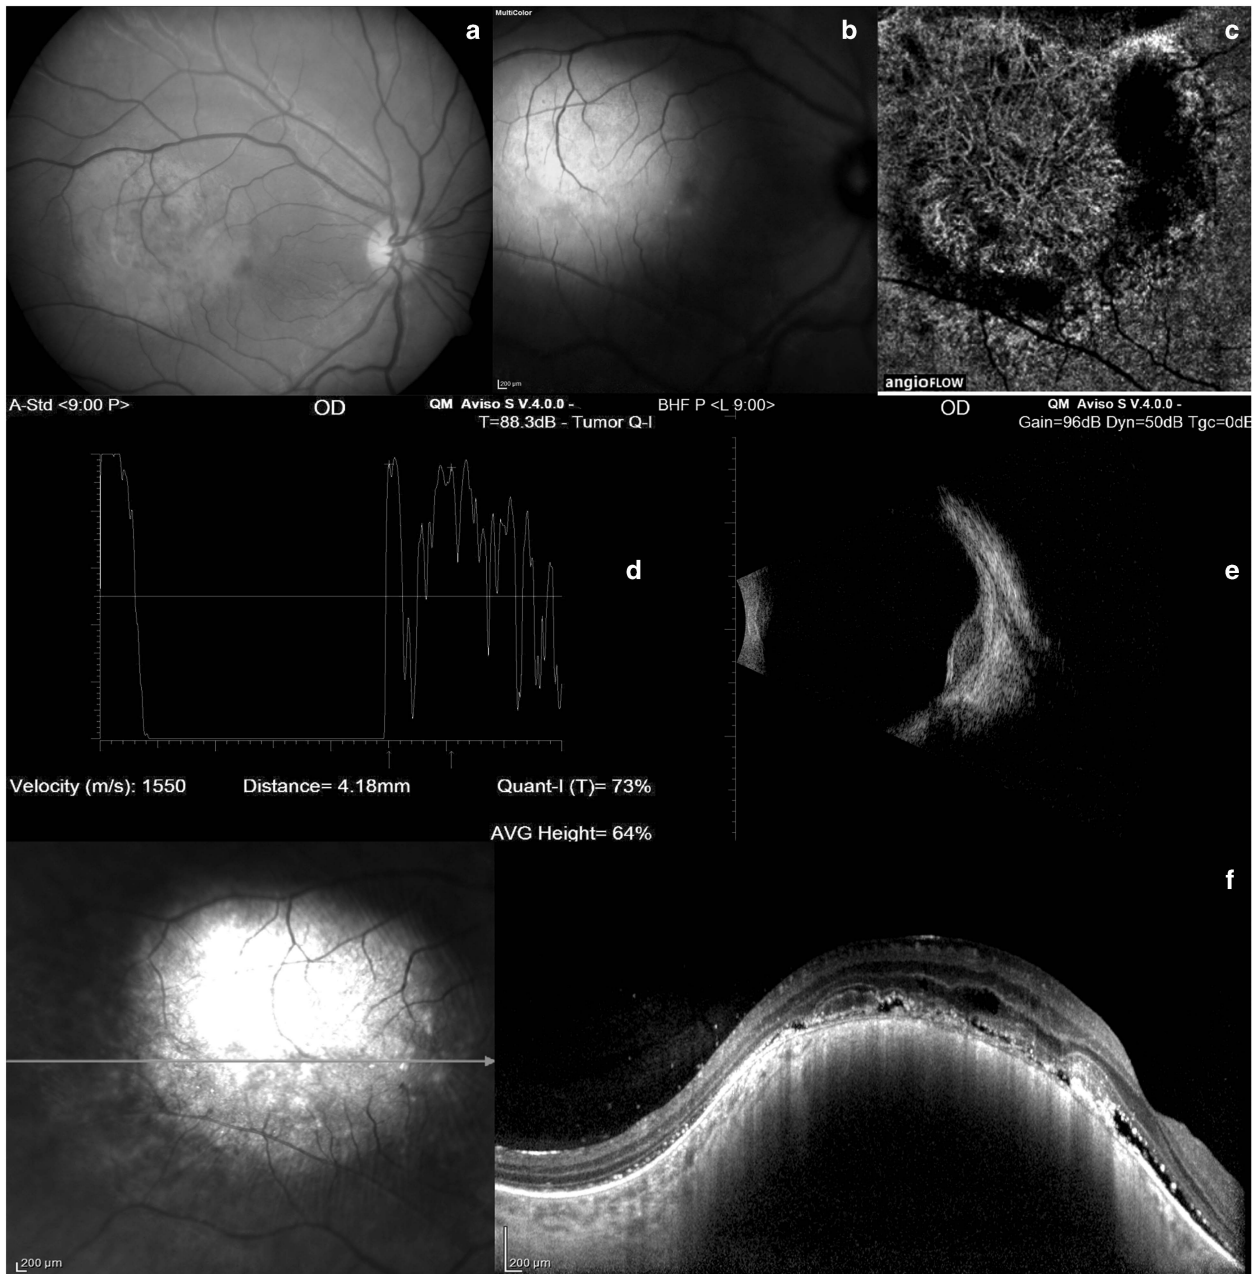 a
MultiColor
b
c
200 µm
angioFLOW
A-Std <9:00 P>
OD
QM Aviso S V.4.0.0 -
T=88.3dB - Tumor Q-I
d
Velocity (m/s): 1550
Distance= 4.18mm
Quant-I (T)= 73%
AVG Height= 64%
BHF P <L 9:00>
OD
QM Aviso S V.4.0.0 -
Gain=96dB Dyn=50dB Tgc=0dB
e
f
200 µm
200 µm